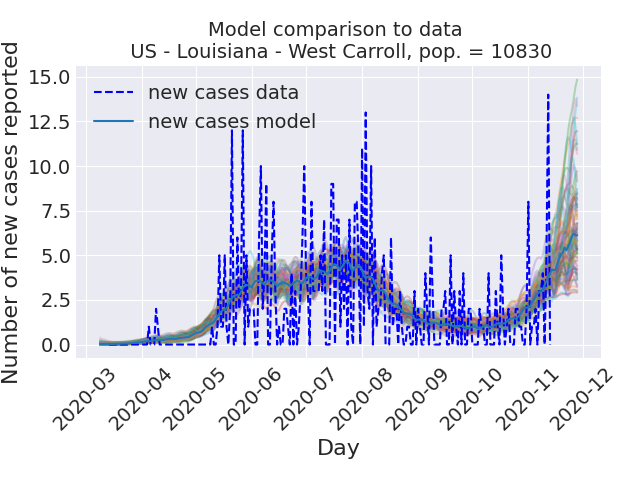 Model comparison to data
US - Louisiana - West Carroll, pop. = 10830
Number of new cases reported
15.0
12.5
10.0
7.5
5.0
2.5
0.0
new cases data
new cases model
2020-03
2020-04
2020-05
2020-06
2020-07
2020-08
2020-09
2020-10
2020-11
2020-12
Day